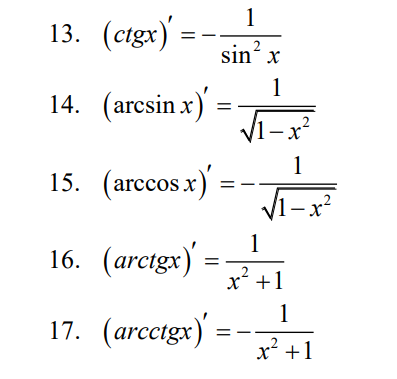 13. (ctgx)′ = −1/sin² x
14. (arcsin x)′ = 1/√(1−x²)
15. (arccos x)′ = −1/√(1−x²)
16. (arctgx)′ = 1/(x² +1)
17. (arcctgx)′ = −1/(x² +1)